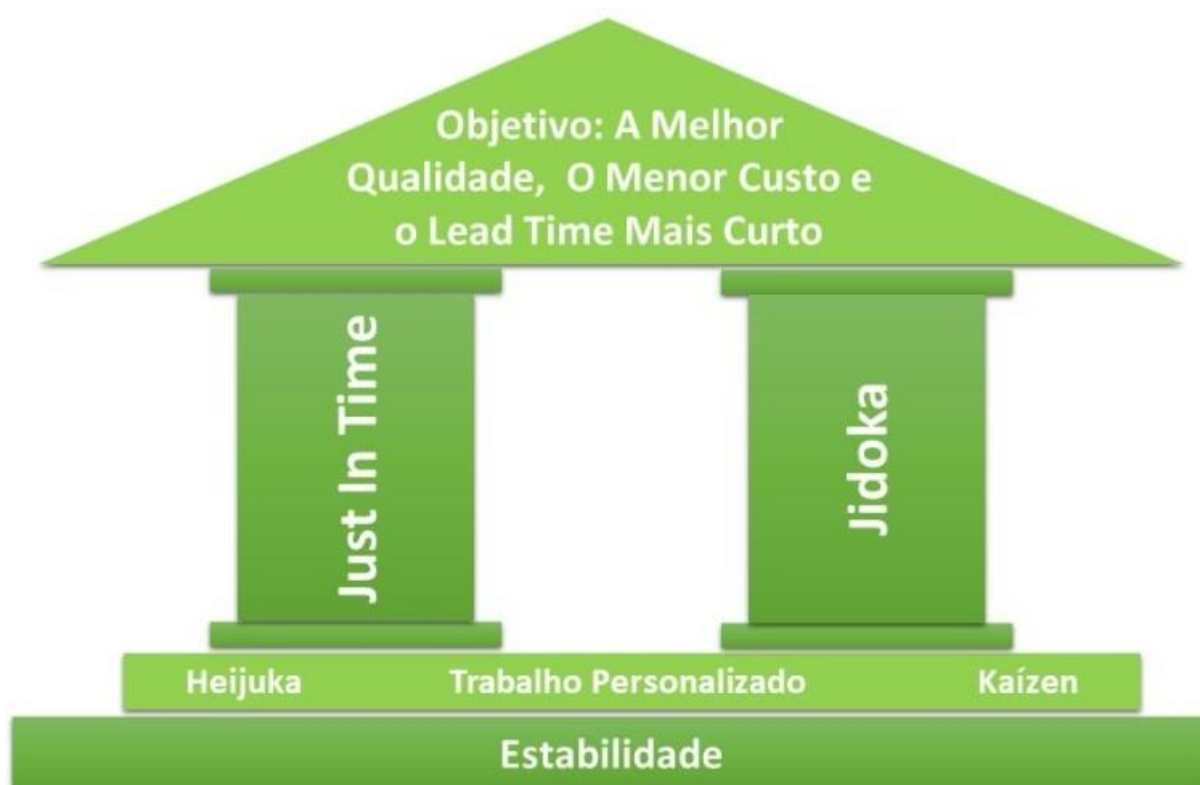 Objetivo: A Melhor
Qualidade, O Menor Custo e
o Lead Time Mais Curto
Just In Time
Jidoka
Heijuka Trabalho Personalizado Kaízen
Estabilidade